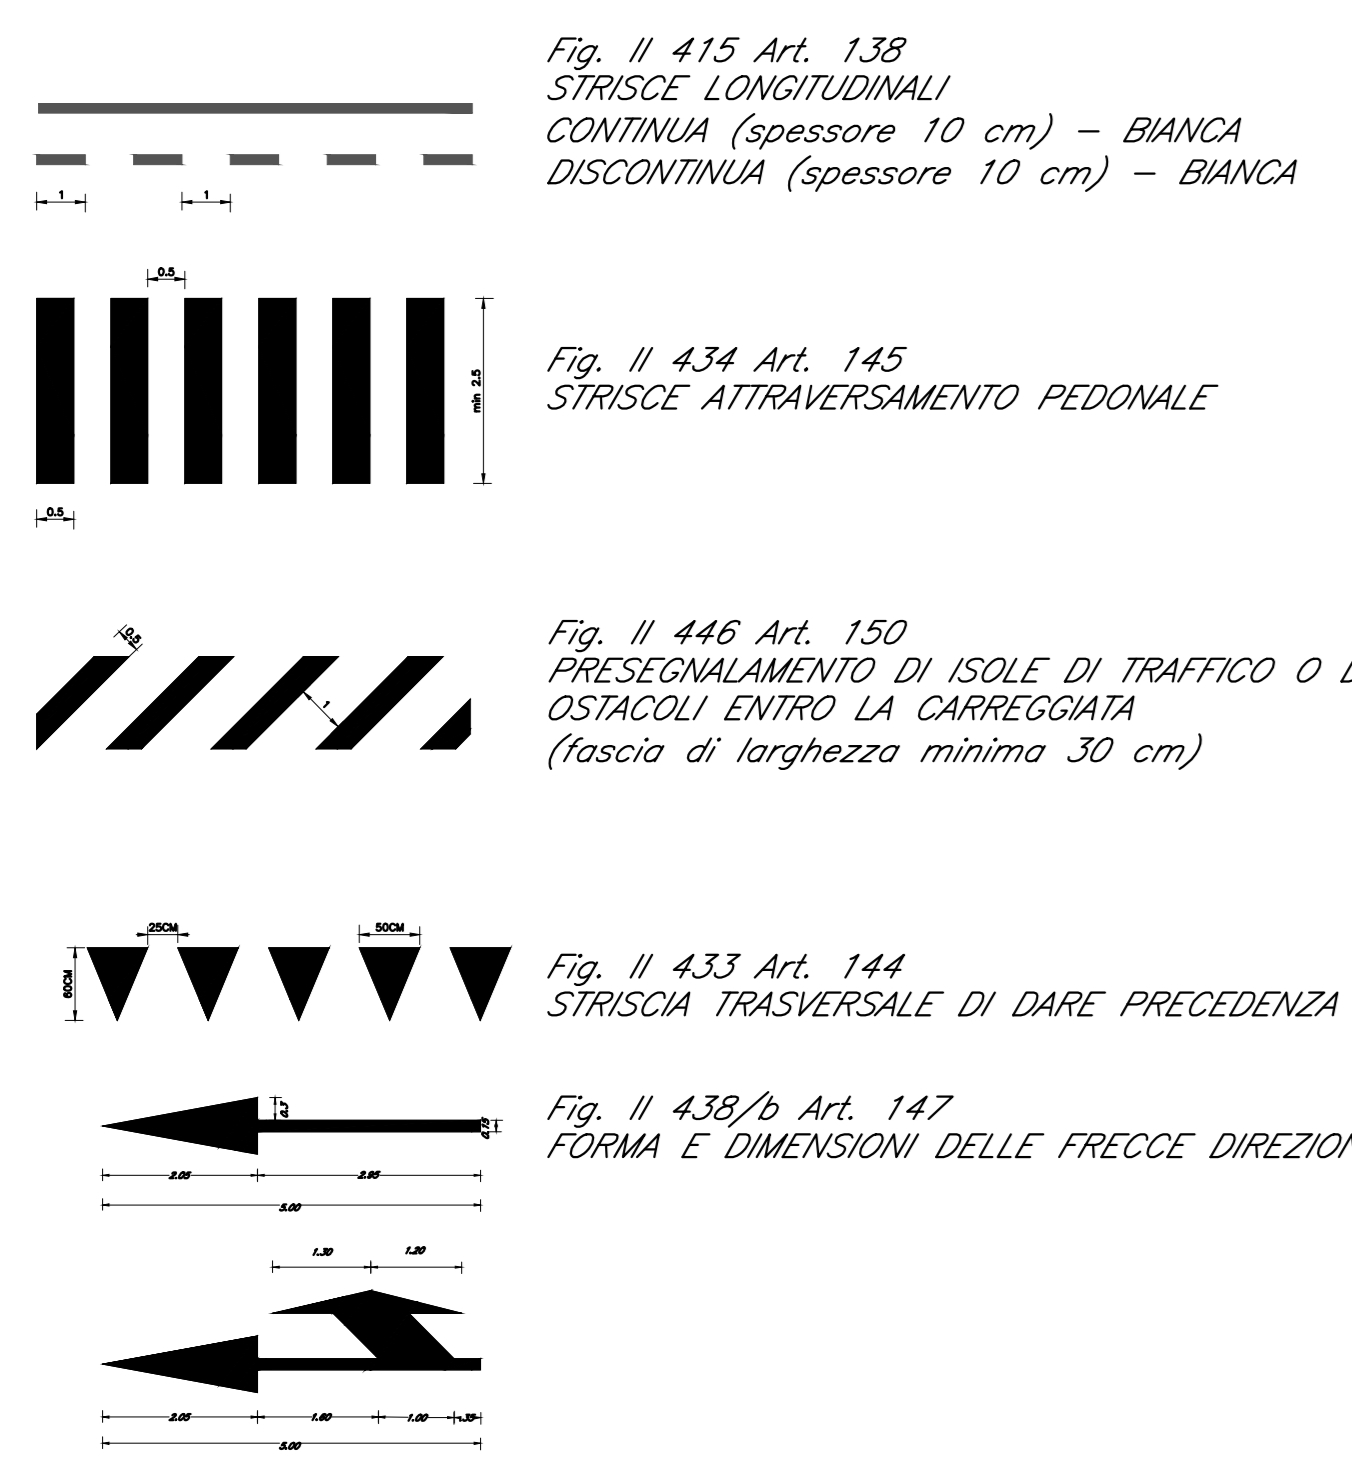 Fig. II 415 Art. 138
STRISCE LONGITUDINALI
CONTINUA (spessore 10 cm) – BIANCA
DISCONTINUA (spessore 10 cm) – BIANCA
1
1
0.5
min 2.5
0.5
Fig. II 434 Art. 145
STRISCE ATTRAVERSAMENTO PEDONALE
0.5
1
Fig. II 446 Art. 150
PRESEGNALAMENTO DI ISOLE DI TRAFFICO O
OSTACOLI ENTRO LA CARREGGIATA
(fascia di larghezza minima 30 cm)
25CM
50CM
60CM
Fig. II 433 Art. 144
STRISCIA TRASVERSALE DI DARE PRECEDENZA
Fig. II 438/b Art. 147
FORMA E DIMENSIONI DELLE FRECCE DIREZION
0.15
2.05 2.95
5.00
1.30 1.20
2.05 1.60 1.00 .35
5.00